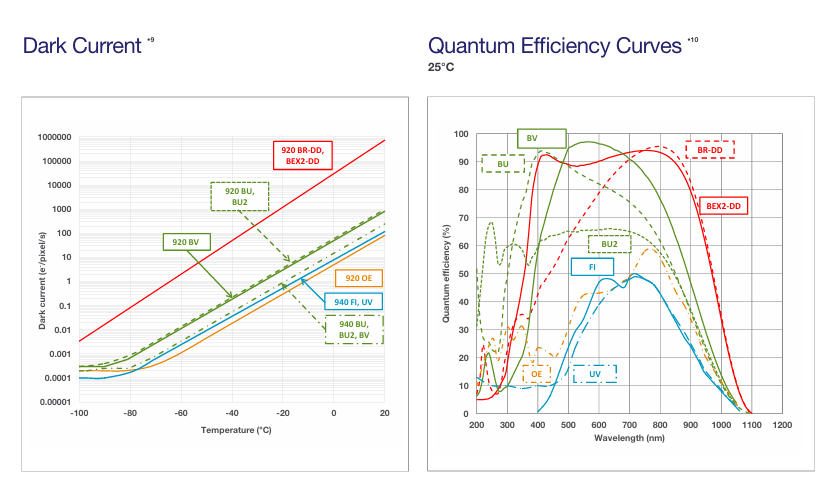 Dark Current *9
Quantum Efficiency Curves *10
25°C
1000000
100000
10000
1000
100
10
1
0.1
0.01
0.001
0.0001
0.00001
-100
-80
-60
-40
-20
0
20
Dark current (e⁻/pixel/s)
Temperature (°C)
920 BR-DD,
BEX2-DD
920 BU,
BU2
920 BV
920 OE
940 FI, UV
940 BU,
BU2, BV
100
90
80
70
60
50
40
30
20
10
0
200
300
400
500
600
700
800
900
1000
1100
1200
Quantum efficiency (%)
Wavelength (nm)
BV
BU
BR-DD
BEX2-DD
BU2
FI
OE
UV